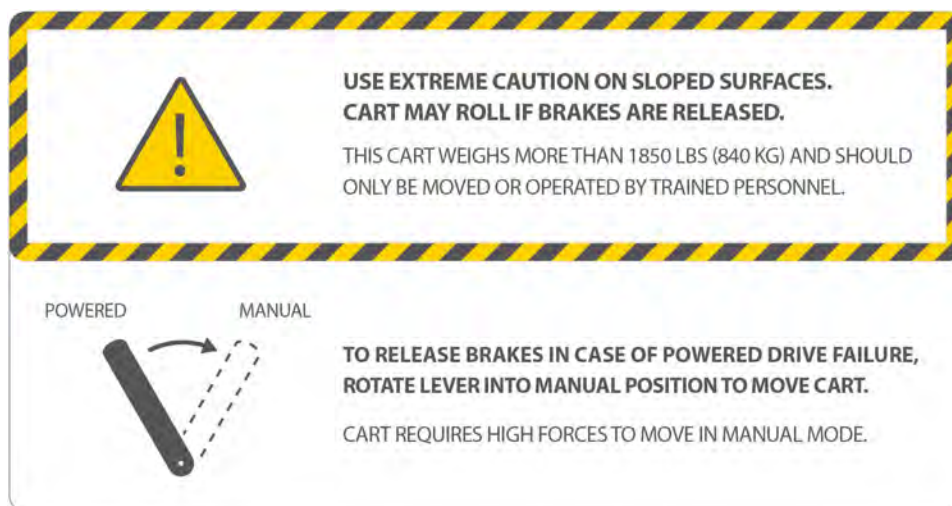 USE EXTREME CAUTION ON SLOPED SURFACES.
CART MAY ROLL IF BRAKES ARE RELEASED.
THIS CART WEIGHS MORE THAN 1850 LBS (840 KG) AND SHOULD
ONLY BE MOVED OR OPERATED BY TRAINED PERSONNEL.
POWERED MANUAL
TO RELEASE BRAKES IN CASE OF POWERED DRIVE FAILURE,
ROTATE LEVER INTO MANUAL POSITION TO MOVE CART.
CART REQUIRES HIGH FORCES TO MOVE IN MANUAL MODE.